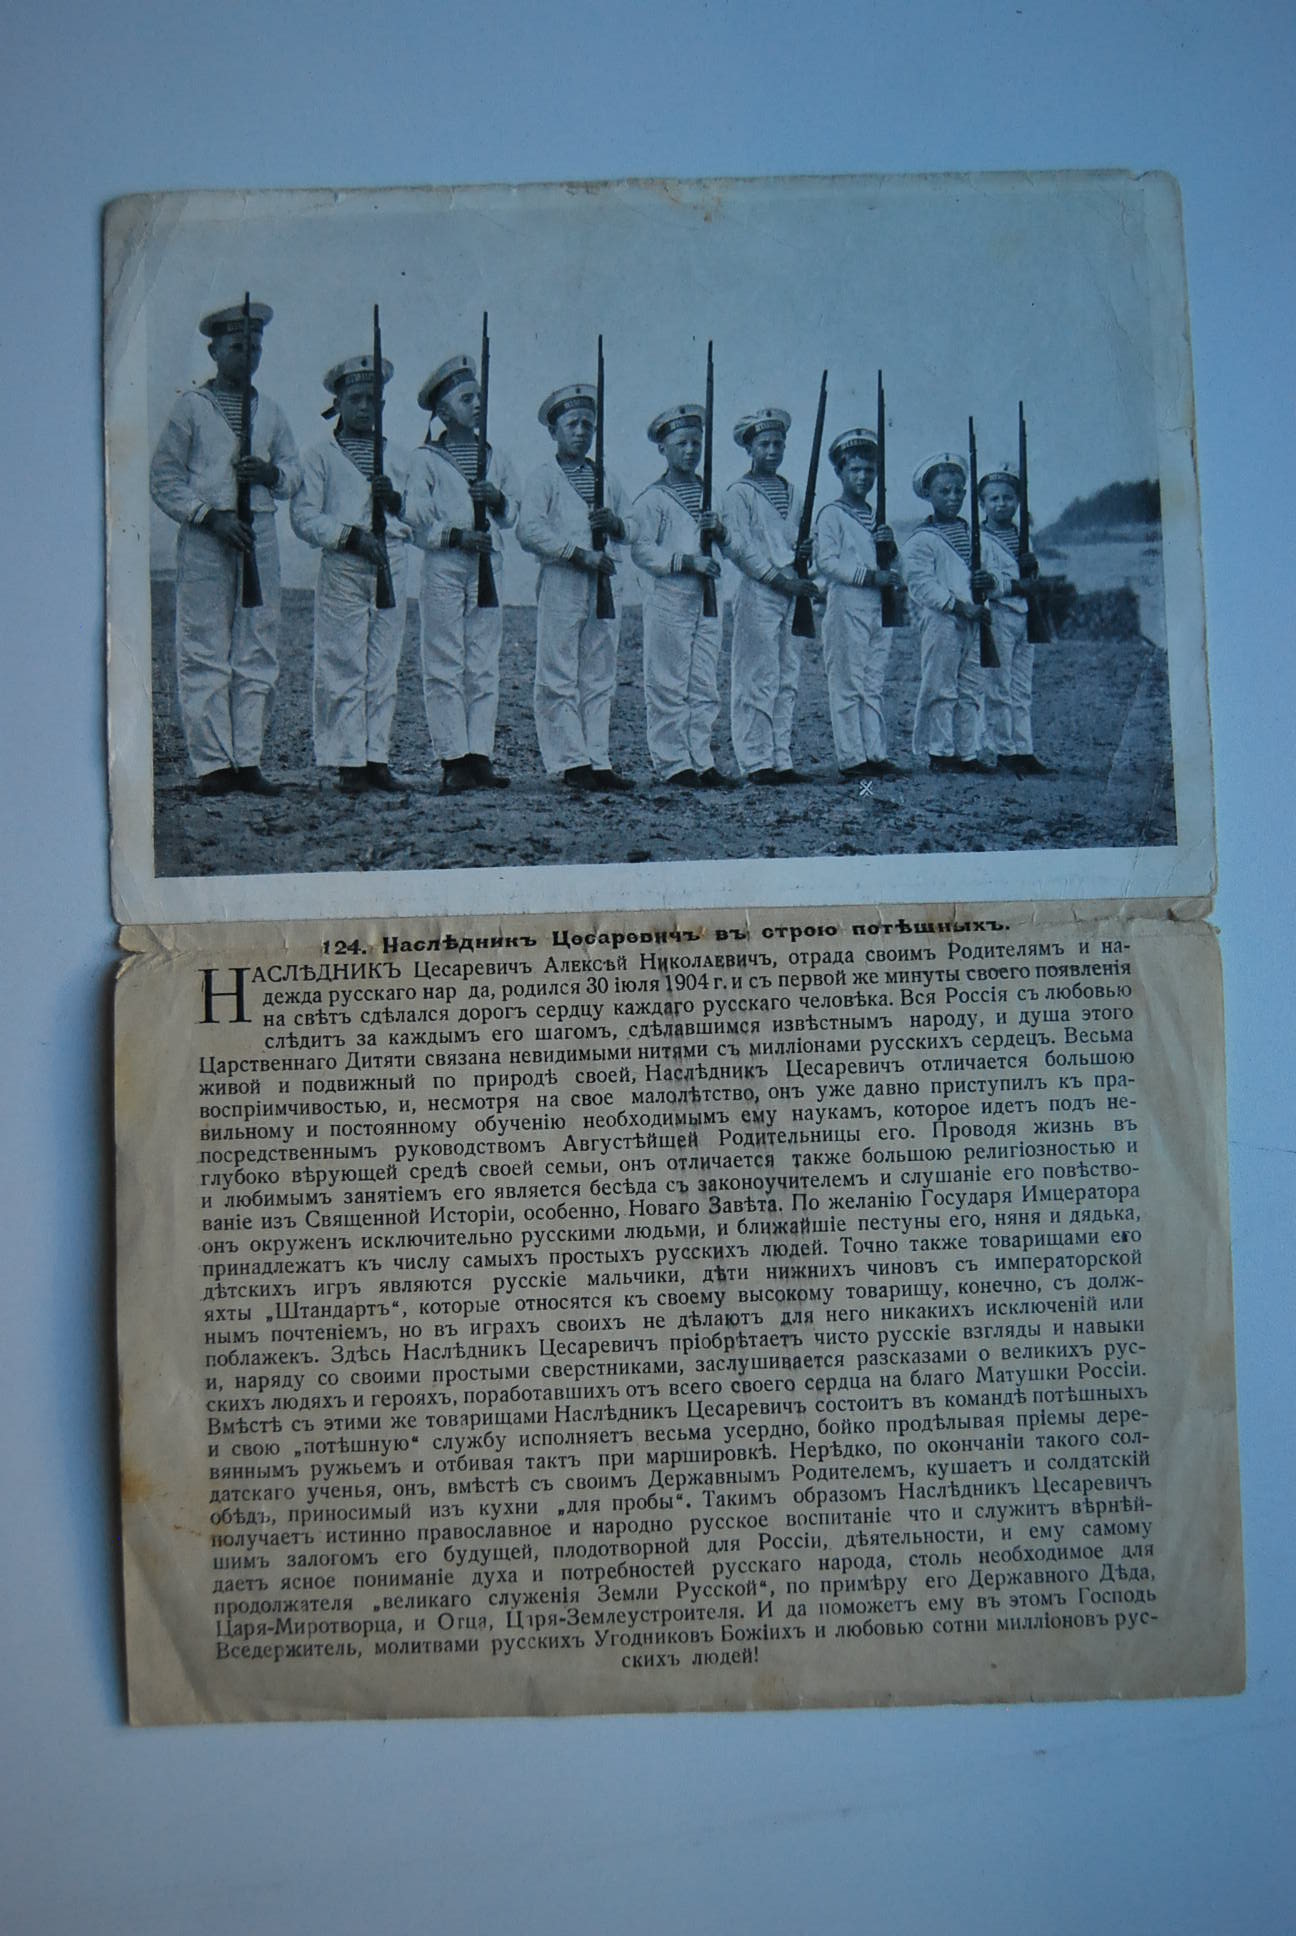 124. Наслѣдникъ Цесаревичъ въ строю потѣшныхъ.
НАСЛѢДНИКЪ Цесаревичъ Алексѣй Николаевичъ, отрада своимъ Родителямъ и на-
дежда русскаго нар да, родился 30 іюля 1904 г. и съ первой же минуты своего появленія
на свѣтъ сдѣлался дорогъ сердцу каждаго русскаго человѣка. Вся Россія съ любовью
слѣдитъ за каждымъ его шагомъ, сдѣлавшимся извѣстнымъ народу, и душа этого
Царственнаго Дитяти связана невидимыми нитями съ милліонами русскихъ сердецъ. Весьма
живой и подвижный по природѣ своей, Наслѣдникъ Цесаревичъ отличается большою
воспріимчивостью, и, несмотря на свое малолѣтство, онъ уже давно приступилъ къ пра-
вильному и постоянному обученію необходимымъ ему наукамъ, которое идетъ подъ не-
посредственнымъ руководствомъ Августѣйшей Родительницы его. Проводя жизнь въ
глубоко вѣрующей средѣ своей семьи, онъ отличается также большою религіозностью и
и любимымъ занятіемъ его является бесѣда съ законоучителемъ и слушаніе его повѣство-
ваніе изъ Священной Исторіи, особенно, Новаго Завѣта. По желанію Государя Императора
онъ окруженъ исключительно русскими людьми, и ближайшіе пестуны его, няня и дядька,
принадлежатъ къ числу самыхъ простыхъ русскихъ людей. Точно также товарищами его
дѣтскихъ игръ являются русскіе мальчики, дѣти нижнихъ чиновъ съ императорской
яхты „Штандартъ“, которые относятся къ своему высокому товарищу, конечно, съ долж-
нымъ почтеніемъ, но въ играхъ своихъ не дѣлаютъ для него никакихъ исключеній или
поблажекъ. Здѣсь Наслѣдникъ Цесаревичъ пріобрѣтаетъ чисто русскіе взгляды и навыки
и, наряду со своими простыми сверстниками, заслушивается разсказами о великихъ рус-
скихъ людяхъ и герояхъ, поработавшихъ отъ всего своего сердца на благо Матушки Россіи.
Вмѣстѣ съ этими же товарищами Наслѣдникъ Цесаревичъ состоитъ въ командѣ потѣшныхъ
и свою „потѣшную“ службу исполняетъ весьма усердно, бойко продѣлывая пріемы дере-
вяннымъ ружьемъ и отбивая тактъ при маршировкѣ. Нерѣдко, по окончаніи такого сол-
датскаго ученья, онъ, вмѣстѣ съ своимъ Державнымъ Родителемъ, кушаетъ и солдатскій
обѣдъ, приносимый изъ кухни „для пробы“. Такимъ образомъ Наслѣдникъ Цесаревичъ
получаетъ истинно православное и народно русское воспитаніе что и служитъ вѣрнѣй-
шимъ залогомъ его будущей, плодотворной для Россіи, дѣятельности, и ему самому
даетъ ясное пониманіе духа и потребностей русскаго народа, столь необходимое для
продолжателя „великаго служенія Земли Русской“, по примѣру его Державнаго Дѣда,
Царя-Миротворца, и Отца, Царя-Землеустроителя. И да поможетъ ему въ этомъ Господь
Вседержитель, молитвами русскихъ Угодниковъ Божіихъ и любовью сотни милліоновъ рус-
скихъ людей!